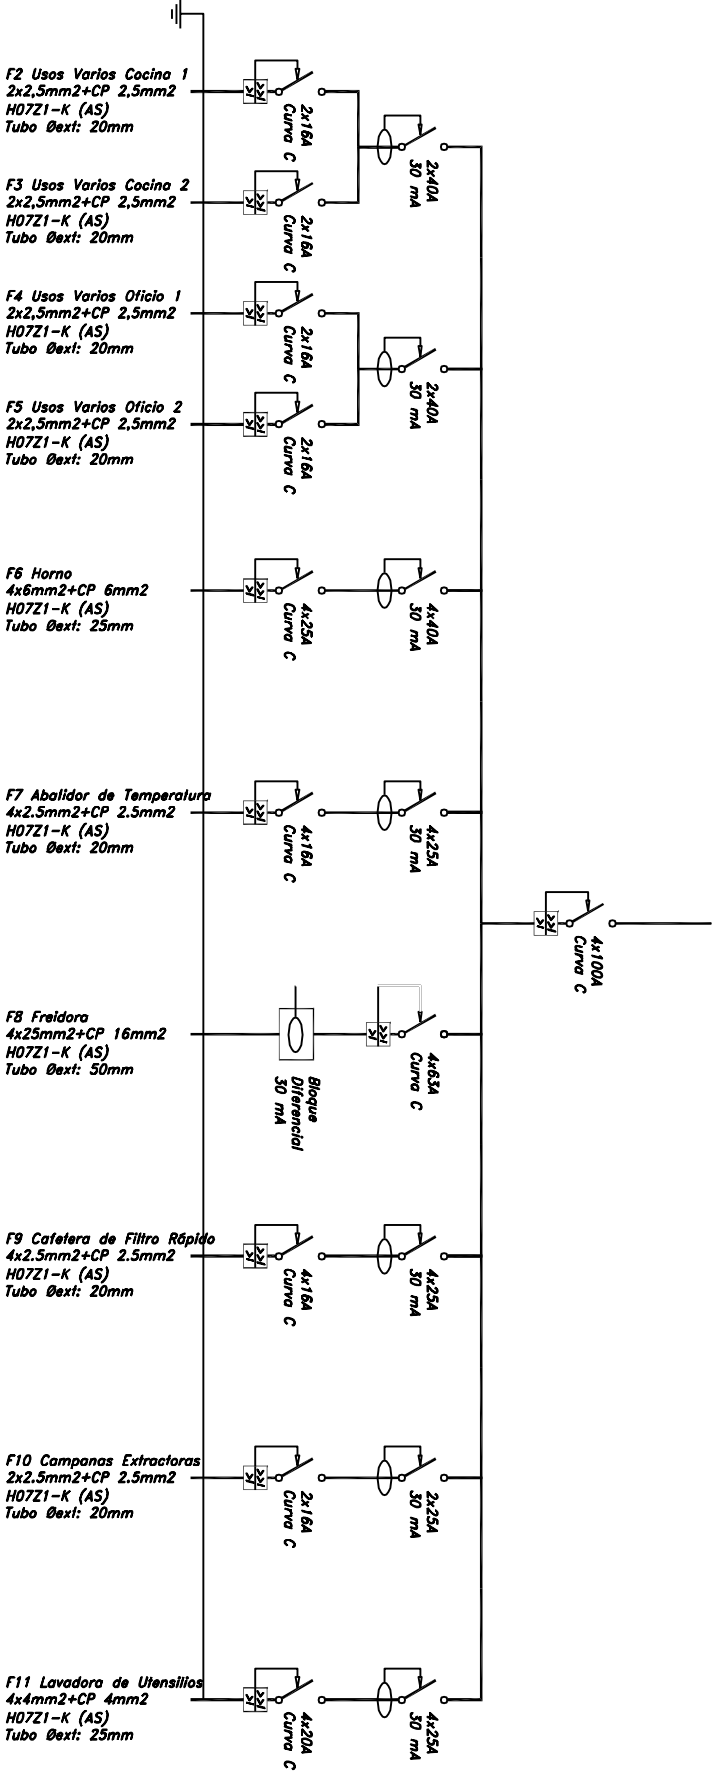 F2 Usos Varios Cocina 1
2x2,5mm2+CP 2,5mm2
H07Z1-K (AS)
Tubo Øext: 20mm
2x16A
Curva C
2x40A
30 mA
F3 Usos Varios Cocina 2
2x2,5mm2+CP 2,5mm2
H07Z1-K (AS)
Tubo Øext: 20mm
2x16A
Curva C
F4 Usos Varios Oficio 1
2x2,5mm2+CP 2,5mm2
H07Z1-K (AS)
Tubo Øext: 20mm
2x16A
Curva C
2x40A
30 mA
F5 Usos Varios Oficio 2
2x2,5mm2+CP 2,5mm2
H07Z1-K (AS)
Tubo Øext: 20mm
2x16A
Curva C
F6 Horno
4x6mm2+CP 6mm2
H07Z1-K (AS)
Tubo Øext: 25mm
4x25A
Curva C
4x40A
30 mA
F7 Abatidor de Temperatura
4x2.5mm2+CP 2.5mm2
H07Z1-K (AS)
Tubo Øext: 20mm
4x16A
Curva C
4x25A
30 mA
4x100A
Curva C
F8 Freidora
4x25mm2+CP 16mm2
H07Z1-K (AS)
Tubo Øext: 50mm
Bloque
Diferencial
30 mA
4x63A
Curva C
F9 Cafetera de Filtro Rápido
4x2.5mm2+CP 2.5mm2
H07Z1-K (AS)
Tubo Øext: 20mm
4x16A
Curva C
4x25A
30 mA
F10 Campanas Extractoras
2x2.5mm2+CP 2.5mm2
H07Z1-K (AS)
Tubo Øext: 20mm
2x16A
Curva C
2x25A
30 mA
F11 Lavadora de Utensilios
4x4mm2+CP 4mm2
H07Z1-K (AS)
Tubo Øext: 25mm
4x20A
Curva C
4x25A
30 mA